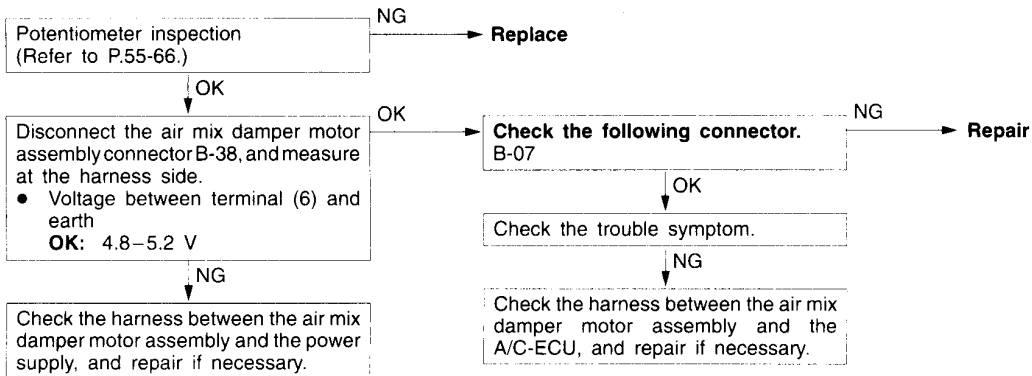 Potentiometer inspection
(Refer to P.55-66.)
NG
Replace
OK
Disconnect the air mix damper motor
assembly connector B-38, and measure
at the harness side.
● Voltage between terminal (6) and
earth
OK: 4.8–5.2 V
OK
Check the following connector.
B-07
NG
Repair
OK
Check the trouble symptom.
NG
Check the harness between the air mix
damper motor assembly and the
A/C-ECU, and repair if necessary.
NG
Check the harness between the air mix
damper motor assembly and the power
supply, and repair if necessary.